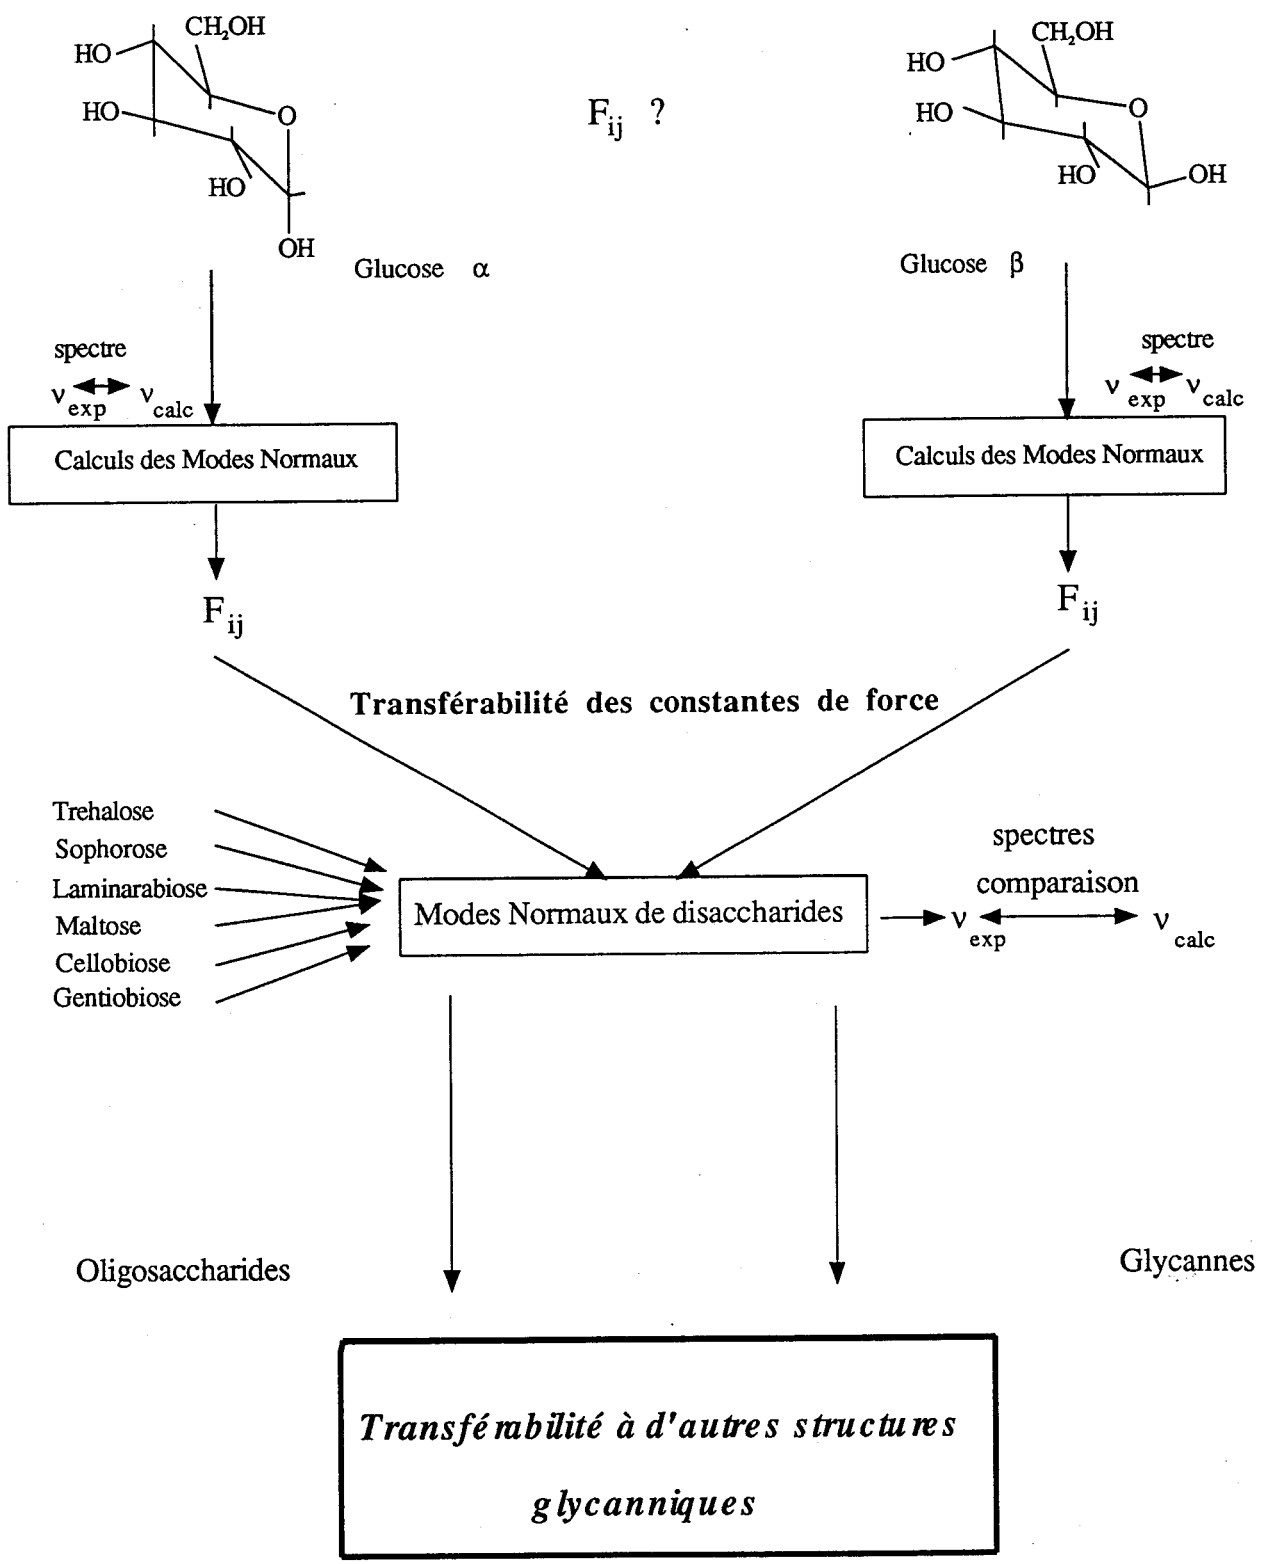 CH2OH
HO
HO
O
HO
OH
Glucose α
Fij ?
CH2OH
HO
HO
O
HO
OH
Glucose β
spectre
νexp νcalc
Calculs des Modes Normaux
Fij
spectre
νexp νcalc
Calculs des Modes Normaux
Fij
Transférabilité des constantes de force
Trehalose
Sophorose
Laminarabiose
Maltose
Cellobiose
Gentiobiose
Modes Normaux de disaccharides
spectres
comparaison
νexp νcalc
Oligosaccharides
Glycannes
Transférabilité à d'autres structures
glycanniques